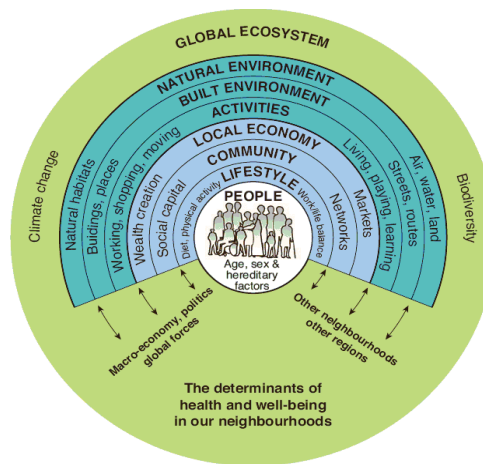 GLOBAL ECOSYSTEM
NATURAL ENVIRONMENT
BUILT ENVIRONMENT
ACTIVITIES
LOCAL ECONOMY
COMMUNITY
LIFESTYLE
PEOPLE
Age, sex &
hereditary
factors
Climate change
Natural habitats
Buidings, places
Working, shopping, moving
Wealth creation
Social capital
Diet, physical, activity
Work/life balance
Networks
Markets
Living, playing, learning
Streets, routes
Air, water, land
Biodiversity
Macro-economy, politics
global forces
Other neighbourhoods
other regions
The determinants of
health and well-being
in our neighbourhoods